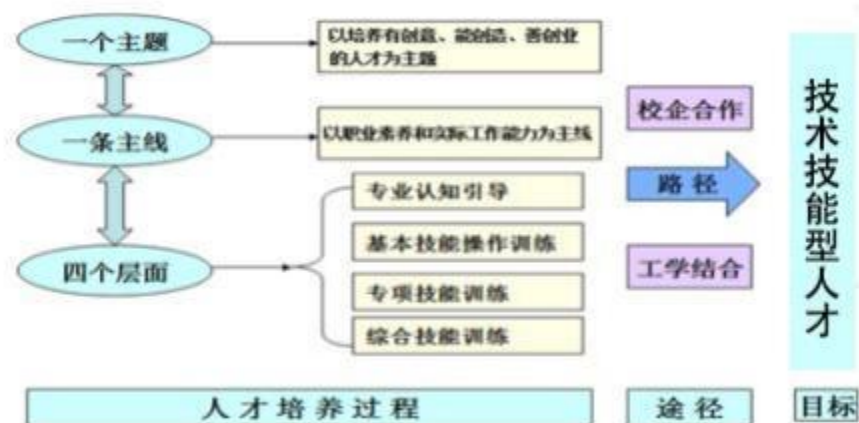 一个主题
以培养有创意、能创造、善创业
的人才为主题
一条主线
以职业素养和实际工作能力为主线
四个层面
专业认知引导
基本技能操作训练
专项技能训练
综合技能训练
校企合作
路径
工学结合
技术技能型人才
人才培养过程
途径
目标